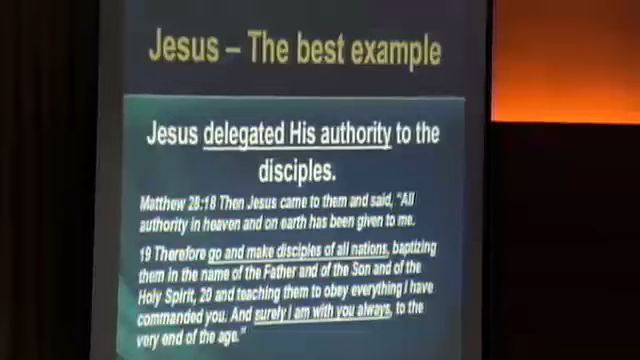 Jesus – The best example
Jesus delegated His authority to the
disciples.
Matthew 28:18 Then Jesus came to them and said, "All
authority in heaven and on earth has been given to me.
19 Therefore go and make disciples of all nations, baptizing
them in the name of the Father and of the Son and of the
Holy Spirit, 20 and teaching them to obey everything I have
commanded you. And surely I am with you always, to the
very end of the age."